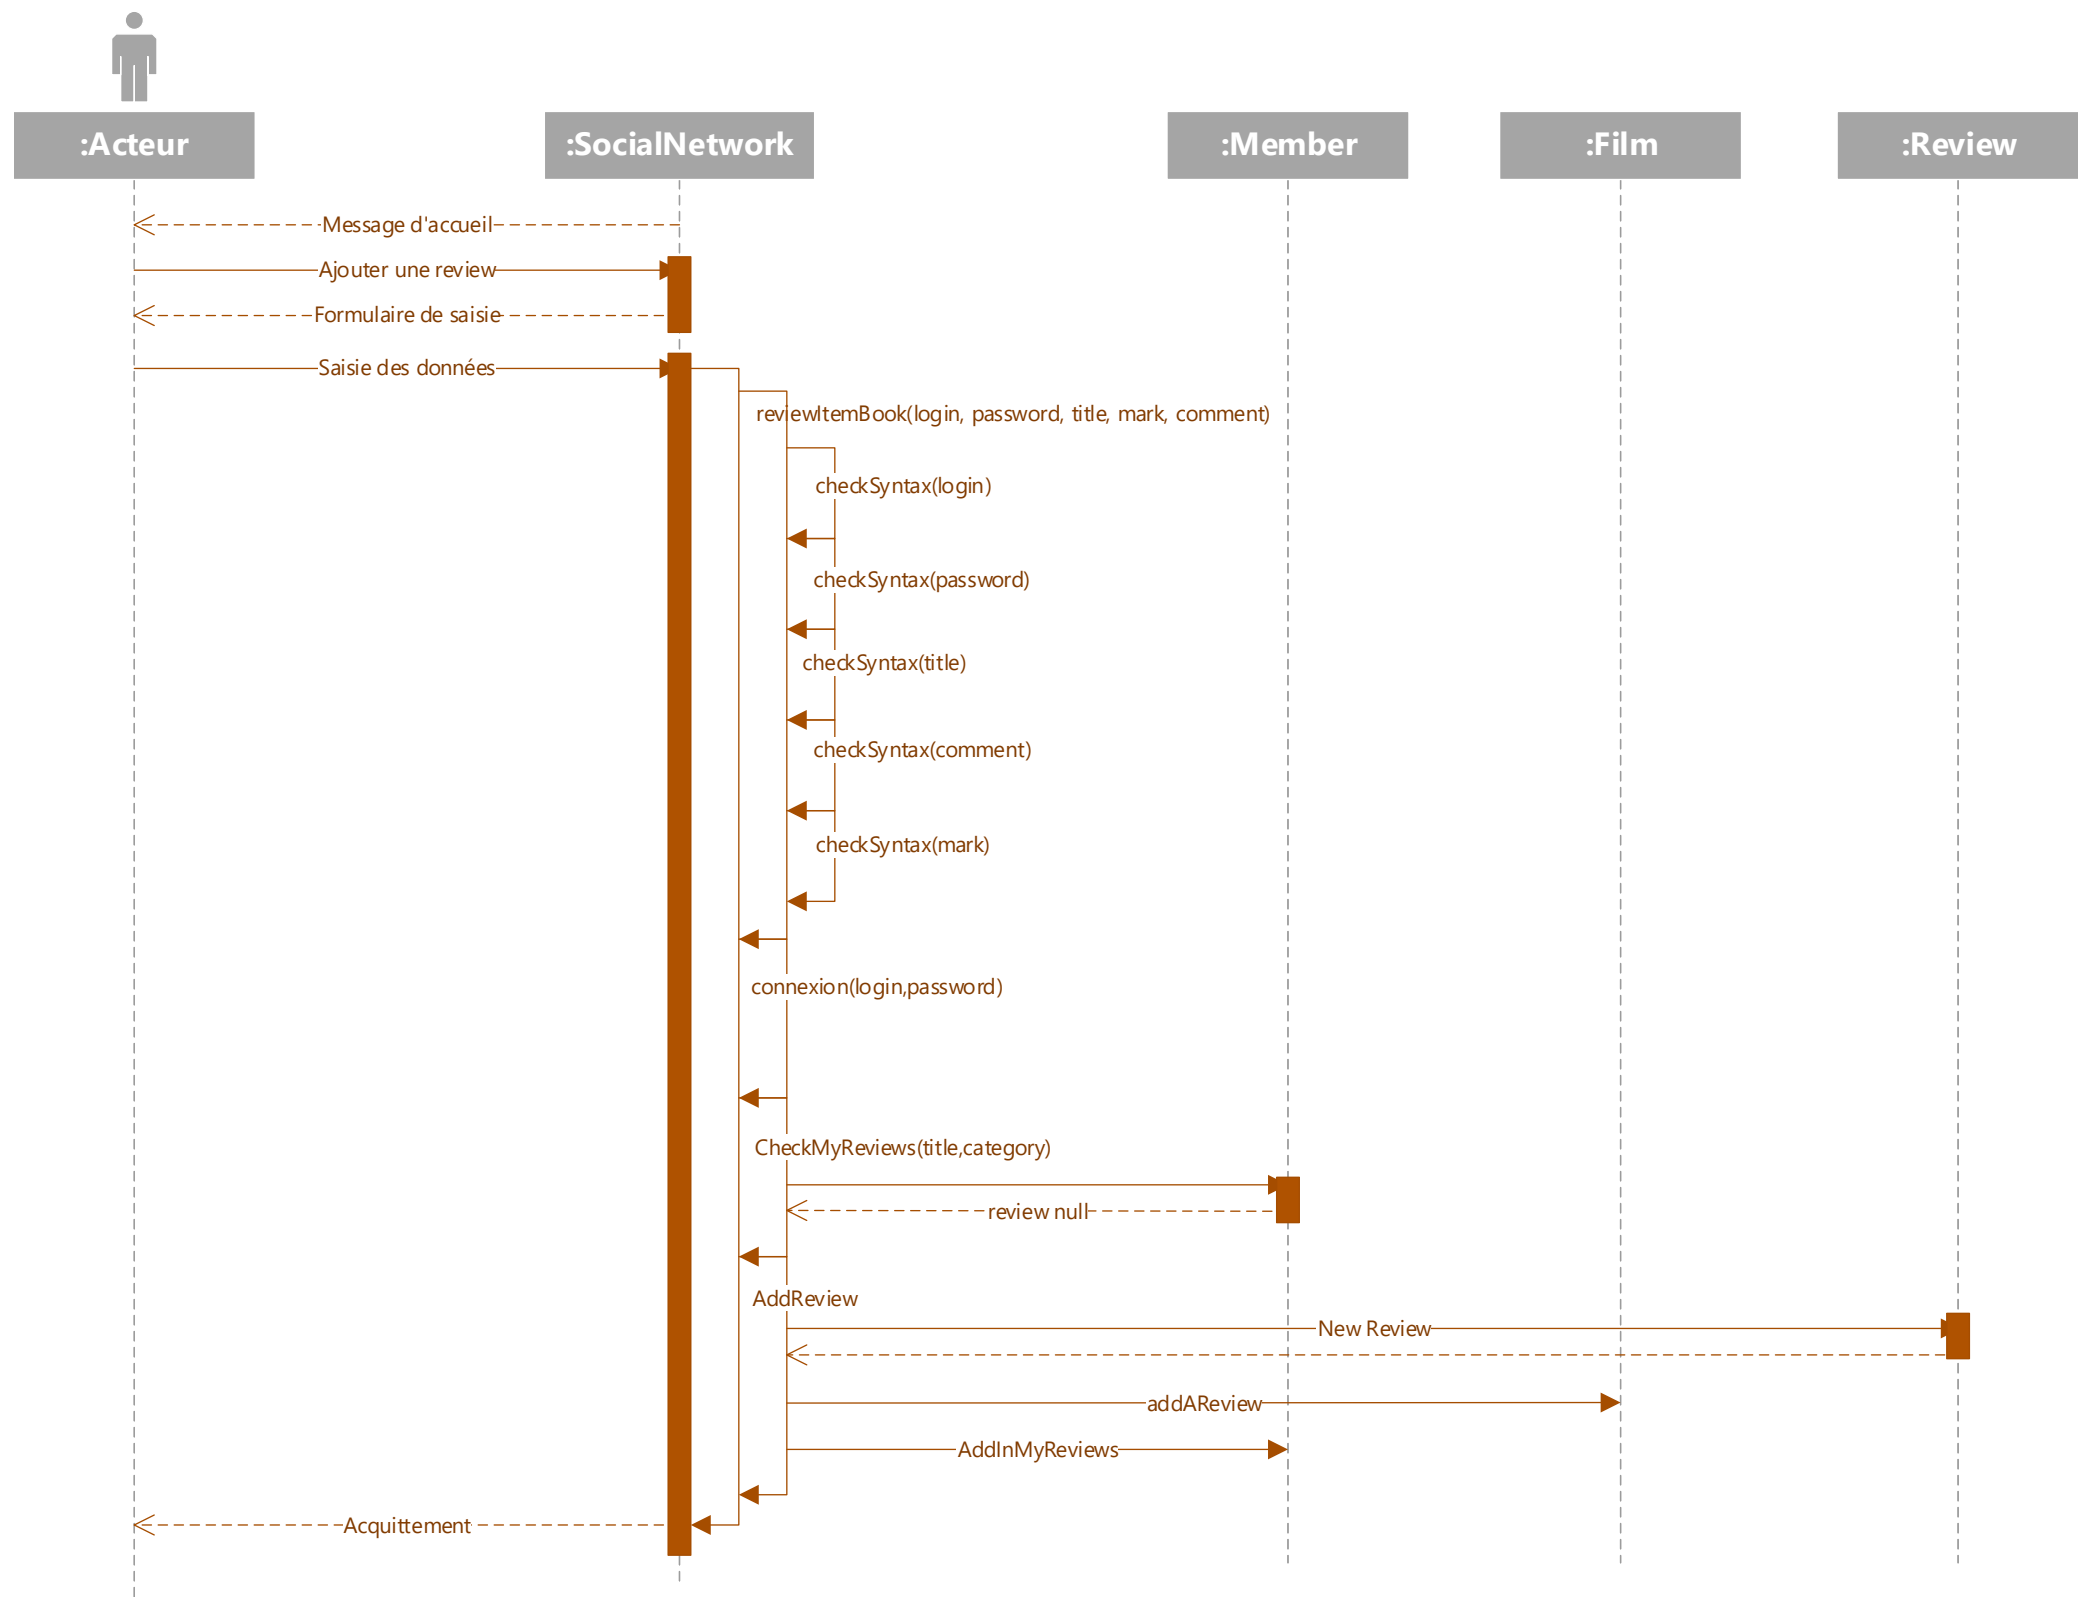 :Acteur
:SocialNetwork
:Member
:Film
:Review
Message d'accueil
Ajouter une review
Formulaire de saisie
Saisie des données
reviewItemBook(login, password, title, mark, comment)
checkSyntax(login)
checkSyntax(password)
checkSyntax(title)
checkSyntax(comment)
checkSyntax(mark)
connexion(login,password)
CheckMyReviews(title,category)
review null
AddReview
New Review
addAReview
AddInMyReviews
Acquittement